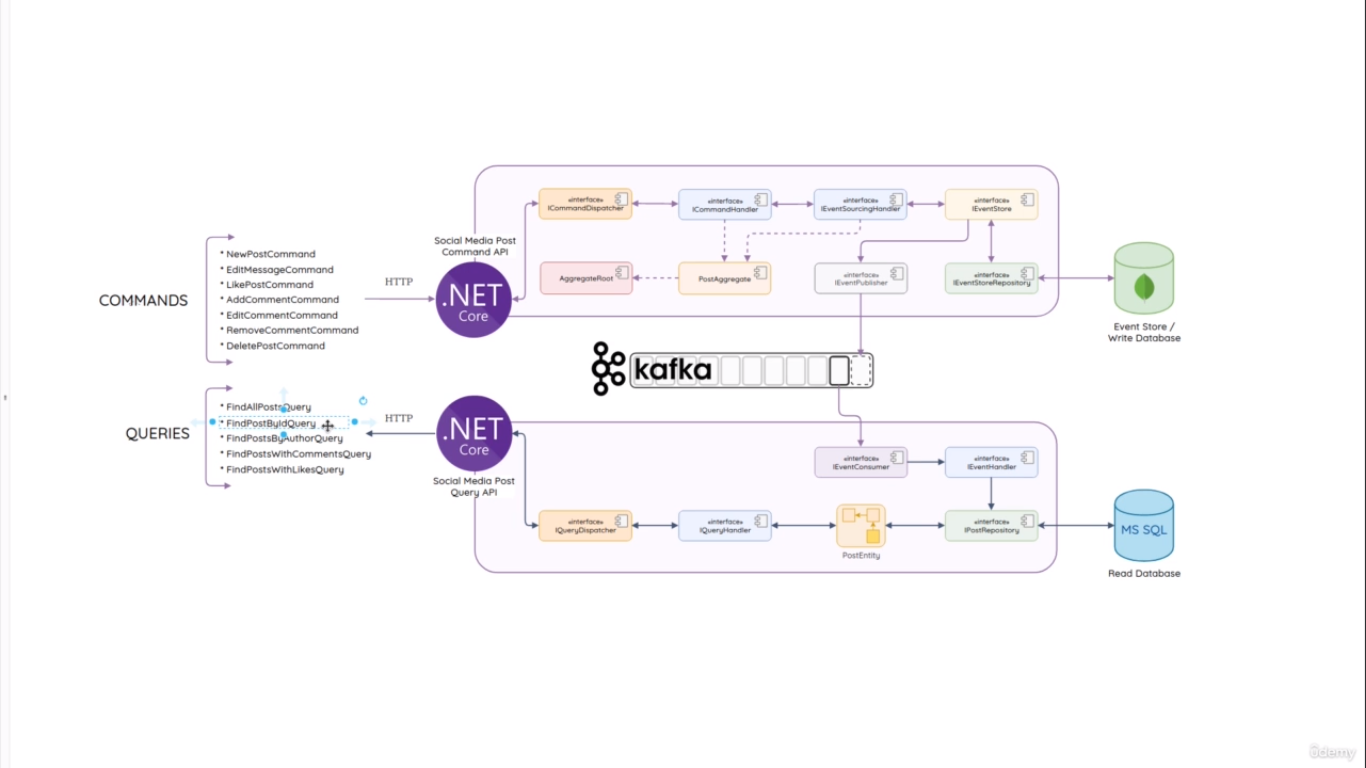 «interface»
ICommandDispatcher
«interface»
ICommandHandler
«interface»
IEventSourcingHandler
«interface»
IEventStore
Social Media Post
Command API
COMMANDS
* NewPostCommand
* EditMessageCommand
* LikePostCommand
* AddCommentCommand
* EditCommentCommand
* RemoveCommentCommand
* DeletePostCommand
HTTP
.NET
Core
AggregateRoot
PostAggregate
«interface»
IEventPublisher
«interface»
IEventStoreRepository
Event Store /
Write Database
kafka
QUERIES
* FindAllPostsQuery
* FindPostByIdQuery
* FindPostsByAuthorQuery
* FindPostsWithCommentsQuery
* FindPostsWithLikesQuery
HTTP
.NET
Core
Social Media Post
Query API
«interface»
IEventConsumer
«interface»
IEventHandler
«interface»
IQueryDispatcher
«interface»
IQueryHandler
PostEntity
«interface»
IPostRepository
MS SQL
Read Database
ûdemy